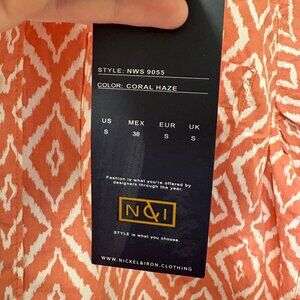 STYLE: NWS 9055
COLOR: CORAL HAZE
US MEX EUR UK
S 38 S S
Fashion is what you're offered by
designers through the year.
N&I
STYLE is what you choose.
WWW.NICKEL&IRON.CLOTHING